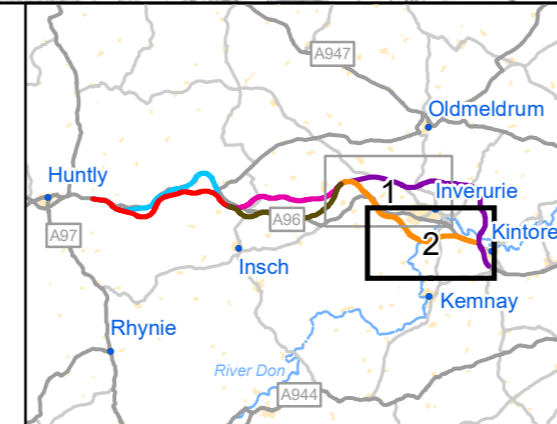 A947
Oldmeldrum
Huntly
1
Inverurie
A96
A97
2
Kintore
Insch
Kemnay
Rhynie
River Don
A944